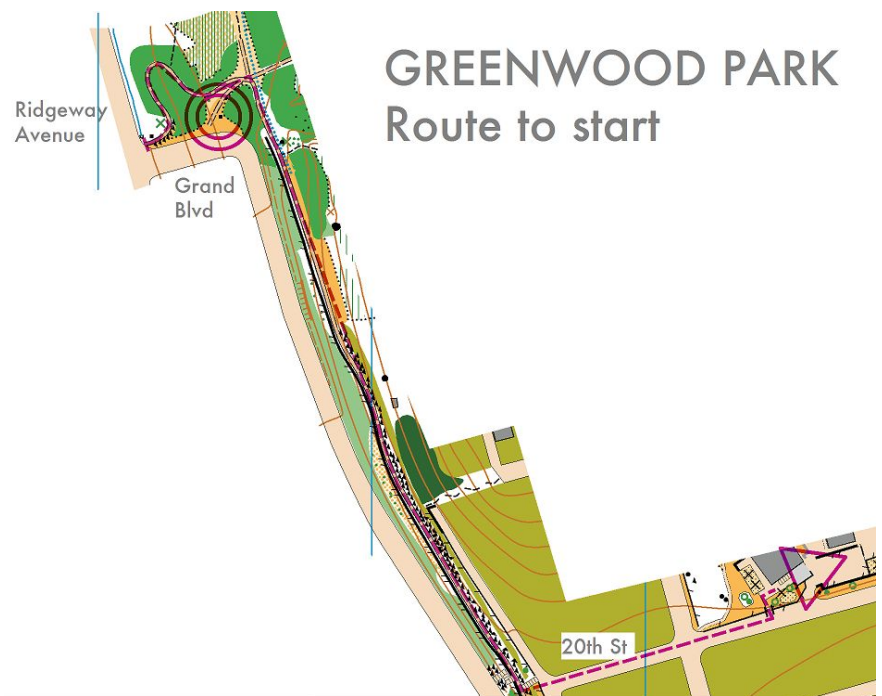 GREENWOOD PARK
Route to start
Ridgeway
Avenue
Grand
Blvd
20th St